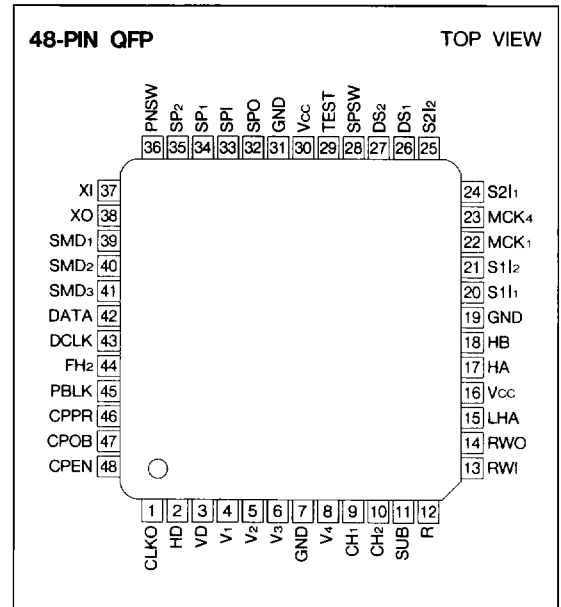 48-PIN QFP
TOP VIEW
PNSW SP2 SP1 SPI SPO GND Vcc TEST SPSW DS2 DS1 S2I2
36 35 34 33 32 31 30 29 28 27 26 25
XI 37
XO 38
SMD1 39
SMD2 40
SMD3 41
DATA 42
DCLK 43
FH2 44
PBLK 45
CPPR 46
CPOB 47
CPEN 48
24 S2I1
23 MCK4
22 MCK1
21 S1I2
20 S1I1
19 GND
18 HB
17 HA
16 Vcc
15 LHA
14 RWO
13 RWI
1 2 3 4 5 6 7 8 9 10 11 12
CLKO HD VD V1 V2 V3 GND V4 CH1 CH2 SUB R